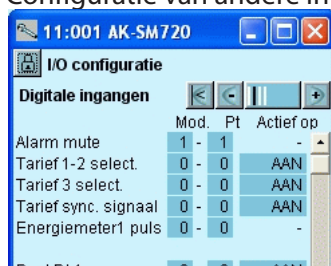 Configuratie van andere in
11:001 AK-SM720
I/O configuratie
Digitale ingangen
Mod. Pt Actief op
Alarm mute 1 - 1 -
Tarief 1-2 select. 0 - 0 AAN
Tarief 3 select. 0 - 0 AAN
Tarief sync. signaal 0 - 0 AAN
Energiemeter1 puls 0 - 0 -